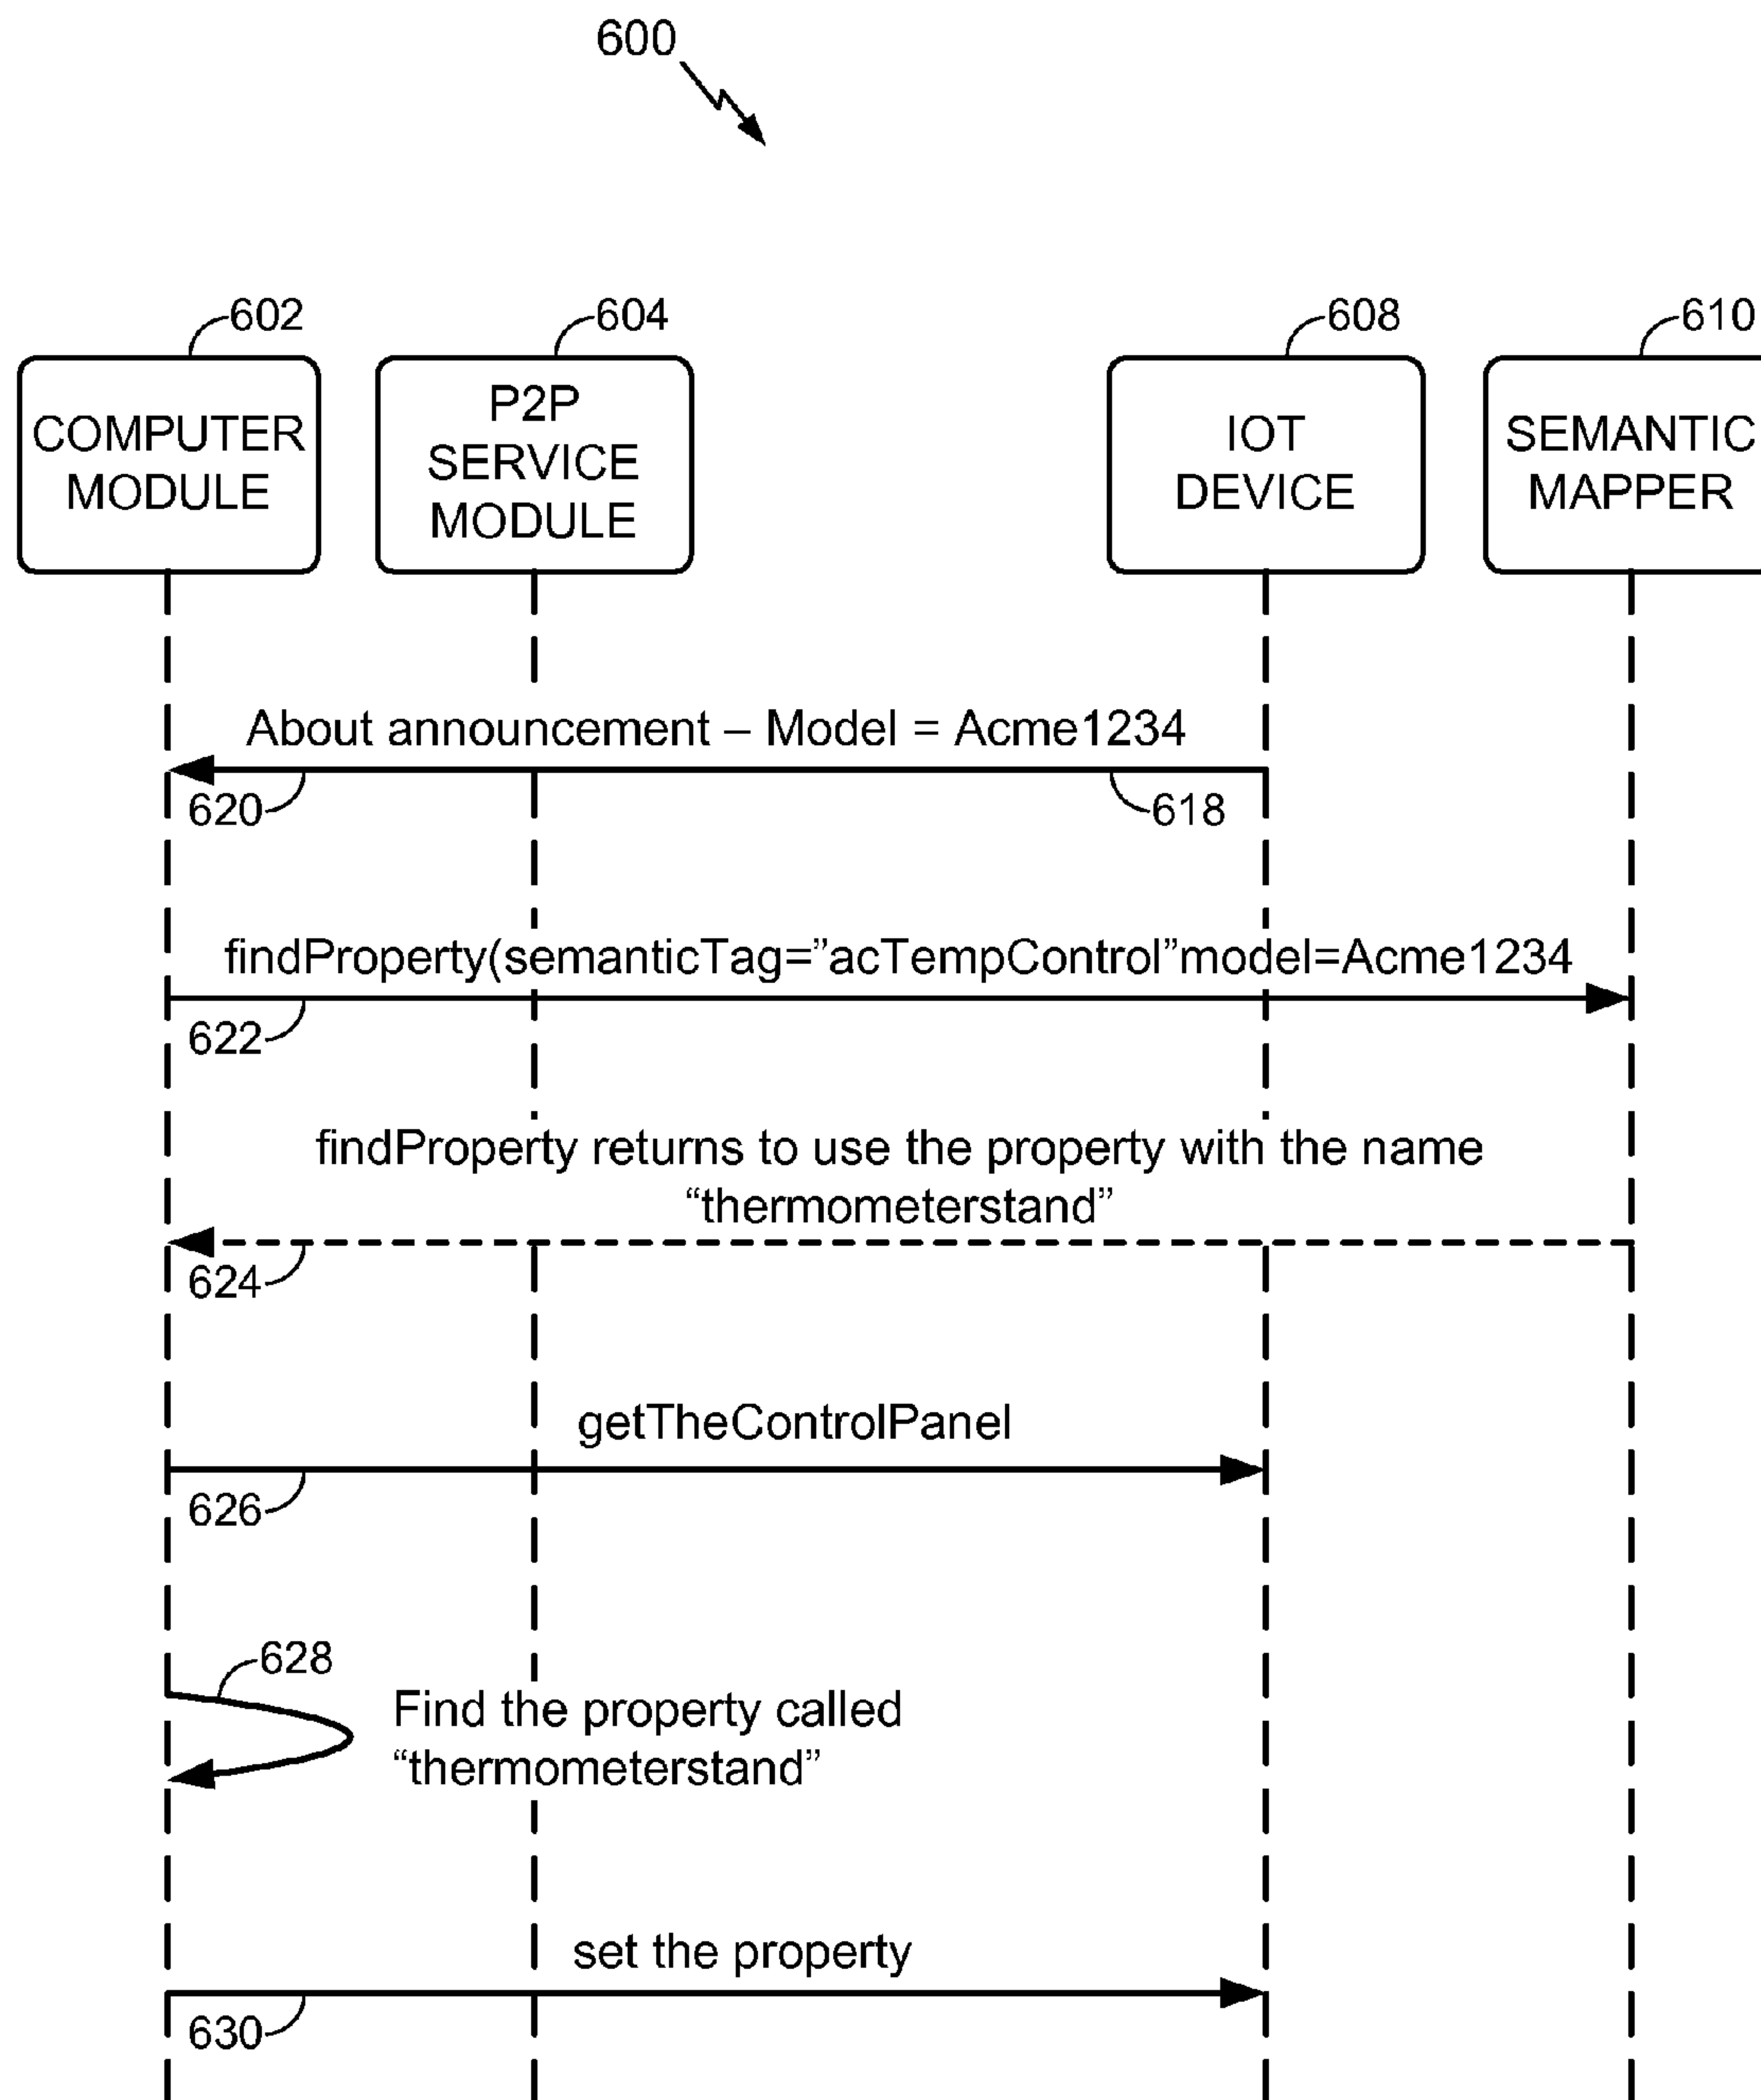 600
602
604
608
610
COMPUTER
MODULE
P2P
SERVICE
MODULE
IOT
DEVICE
SEMANTIC
MAPPER
About announcement – Model = Acme1234
620
618
findProperty(semanticTag=”acTempControl”model=Acme1234
622
findProperty returns to use the property with the name
“thermometerstand”
624
getTheControlPanel
626
628
Find the property called
“thermometerstand”
set the property
630